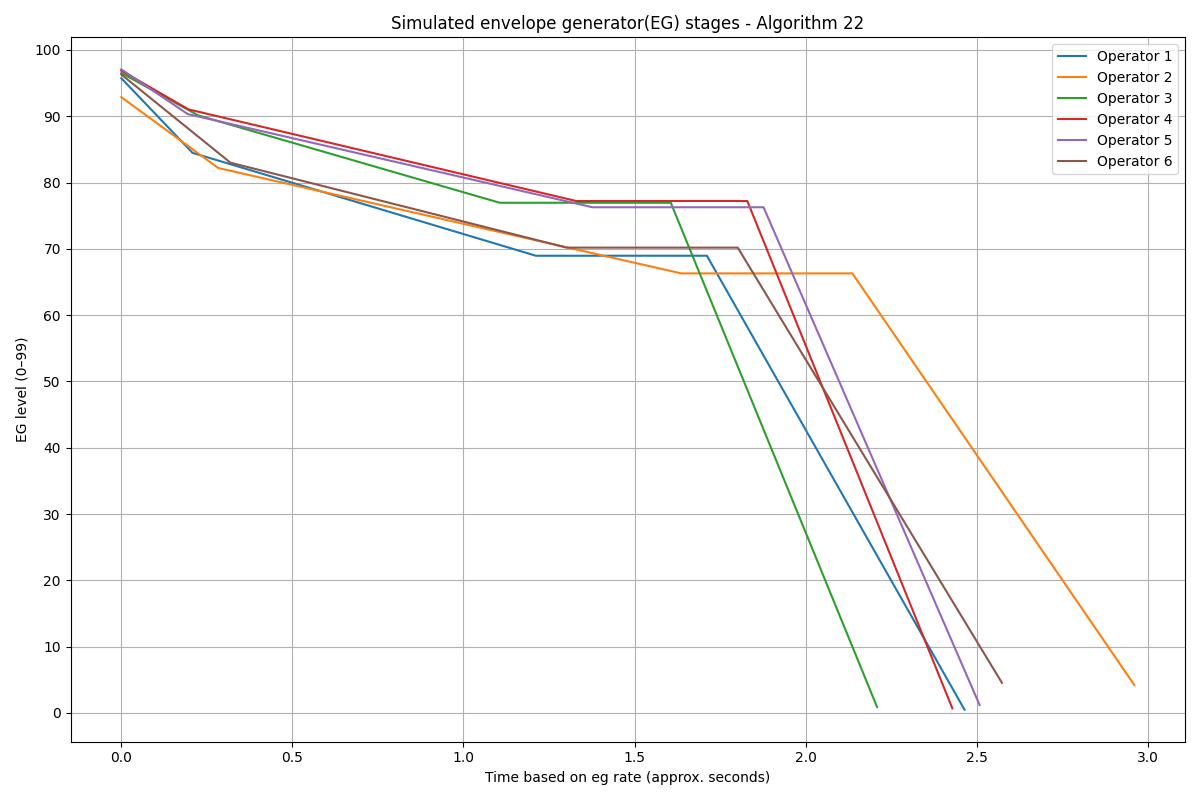 Simulated envelope generator(EG) stages - Algorithm 22
Operator 1
Operator 2
Operator 3
Operator 4
Operator 5
Operator 6
EG level (0–99)
100
90
80
70
60
50
40
30
20
10
0
0.0 0.5 1.0 1.5 2.0 2.5 3.0
Time based on eg rate (approx. seconds)